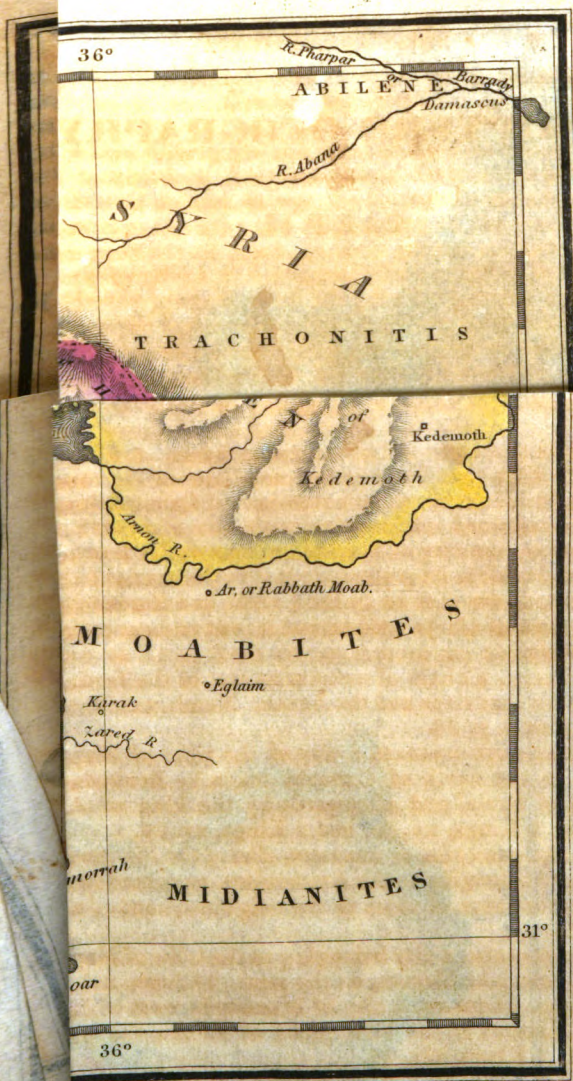 36°
R. Pharpar
or
Barrady
ABILENE
Damascus
R. Abana
SYRIA
TRACHONITIS
H
of
Kedemoth
Kedemoth
Arnon R.
Ar, or Rabbath Moab.
MOABITES
Eglaim
Karak
Zared R.
morrah
MIDIANITES
31°
oar
36°